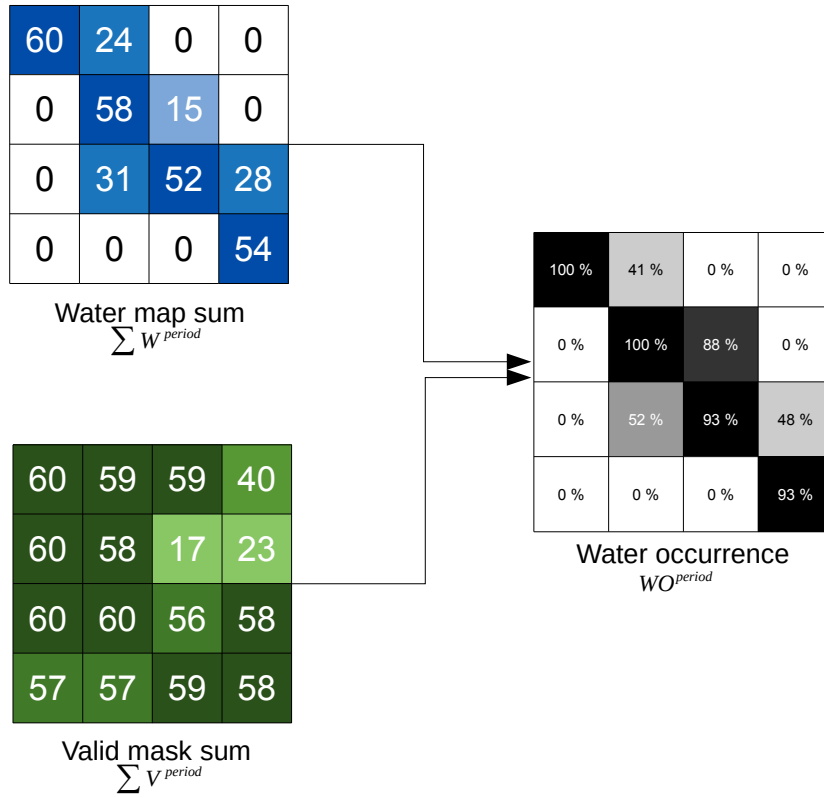 60 24 0 0
0 58 15 0
0 31 52 28
0 0 0 54
Water map sum
∑ W^period
60 59 59 40
60 58 17 23
60 60 56 58
57 57 59 58
Valid mask sum
∑ V^period
100 % 41 % 0 % 0 %
0 % 100 % 88 % 0 %
0 % 52 % 93 % 48 %
0 % 0 % 0 % 93 %
Water occurrence
WO^period